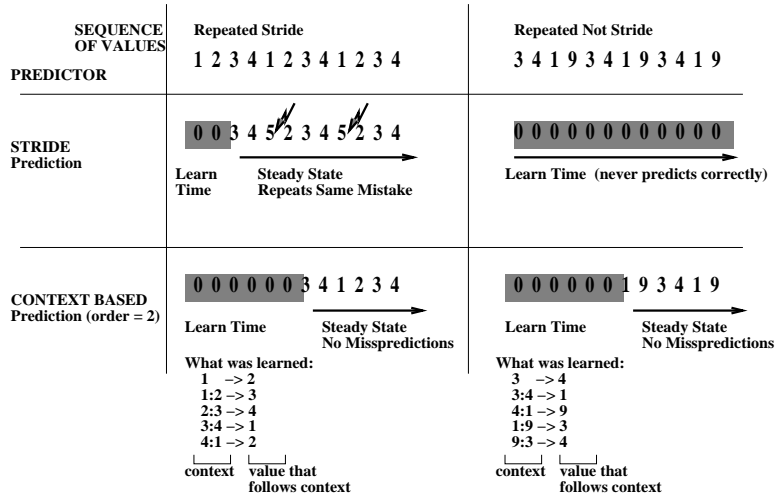 SEQUENCE
OF VALUES
PREDICTOR
Repeated Stride
1 2 3 4 1 2 3 4 1 2 3 4
Repeated Not Stride
3 4 1 9 3 4 1 9 3 4 1 9
STRIDE
Prediction
0 0 3 4 5 2 3 4 5 2 3 4
Learn
Time
Steady State
Repeats Same Mistake
0 0 0 0 0 0 0 0 0 0 0 0
Learn Time (never predicts correctly)
CONTEXT BASED
Prediction (order = 2)
0 0 0 0 0 0 3 4 1 2 3 4
Learn Time
Steady State
No Misspredictions
What was learned:
1 –> 2
1:2 –> 3
2:3 –> 4
3:4 –> 1
4:1 –> 2
context
value that
follows context
0 0 0 0 0 0 1 9 3 4 1 9
Learn Time
Steady State
No Misspredictions
What was learned:
3 –> 4
3:4 –> 1
4:1 –> 9
1:9 –> 3
9:3 –> 4
context
value that
follows context